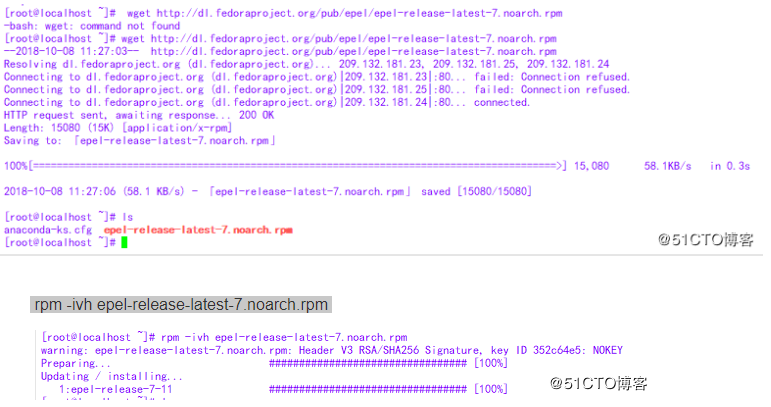 [root@localhost ~]#  wget http://dl.fedoraproject.org/pub/epel/epel-release-latest-7.noarch.rpm
-bash: wget: command not found
[root@localhost ~]# wget http://dl.fedoraproject.org/pub/epel/epel-release-latest-7.noarch.rpm
--2018-10-08 11:27:03--  http://dl.fedoraproject.org/pub/epel/epel-release-latest-7.noarch.rpm
Resolving dl.fedoraproject.org (dl.fedoraproject.org)... 209.132.181.23, 209.132.181.25, 209.132.181.24
Connecting to dl.fedoraproject.org (dl.fedoraproject.org)|209.132.181.23|:80... failed: Connection refused.
Connecting to dl.fedoraproject.org (dl.fedoraproject.org)|209.132.181.25|:80... failed: Connection refused.
Connecting to dl.fedoraproject.org (dl.fedoraproject.org)|209.132.181.24|:80... connected.
HTTP request sent, awaiting response... 200 OK
Length: 15080 (15K) [application/x-rpm]
Saving to: 「epel-release-latest-7.noarch.rpm」
100%[=========================================================================================>] 15,080      58.1KB/s   in 0.3s
2018-10-08 11:27:06 (58.1 KB/s) - 「epel-release-latest-7.noarch.rpm」 saved [15080/15080]
[root@localhost ~]# ls
anaconda-ks.cfg  epel-release-latest-7.noarch.rpm
[root@localhost ~]#
@51CTO博客
rpm -ivh epel-release-latest-7.noarch.rpm
[root@localhost ~]# rpm -ivh epel-release-latest-7.noarch.rpm
warning: epel-release-latest-7.noarch.rpm: Header V3 RSA/SHA256 Signature, key ID 352c64e5: NOKEY
Preparing...                          ################################# [100%]
Updating / installing...
   1:epel-release-7-11                ################################# [100%]
@51CTO博客